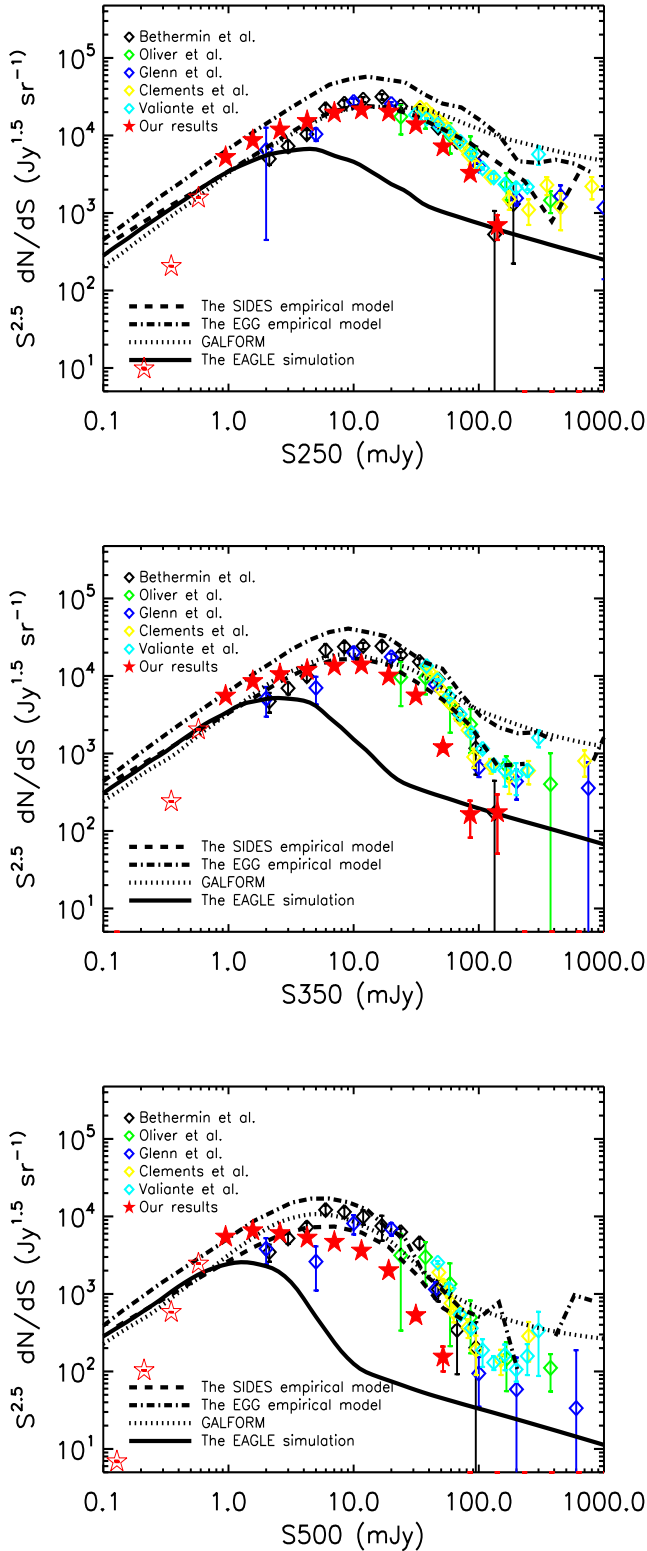 S^2.5 dN/dS (Jy^1.5 sr^-1)
10^5
10^4
10^3
10^2
10^1
Bethermin et al.
Oliver et al.
Glenn et al.
Clements et al.
Valiante et al.
Our results
The SIDES empirical model
The EGG empirical model
GALFORM
The EAGLE simulation
0.1 1.0 10.0 100.0 1000.0
S250 (mJy)
S^2.5 dN/dS (Jy^1.5 sr^-1)
10^5
10^4
10^3
10^2
10^1
Bethermin et al.
Oliver et al.
Glenn et al.
Clements et al.
Valiante et al.
Our results
The SIDES empirical model
The EGG empirical model
GALFORM
The EAGLE simulation
0.1 1.0 10.0 100.0 1000.0
S350 (mJy)
S^2.5 dN/dS (Jy^1.5 sr^-1)
10^5
10^4
10^3
10^2
10^1
Bethermin et al.
Oliver et al.
Glenn et al.
Clements et al.
Valiante et al.
Our results
The SIDES empirical model
The EGG empirical model
GALFORM
The EAGLE simulation
0.1 1.0 10.0 100.0 1000.0
S500 (mJy)